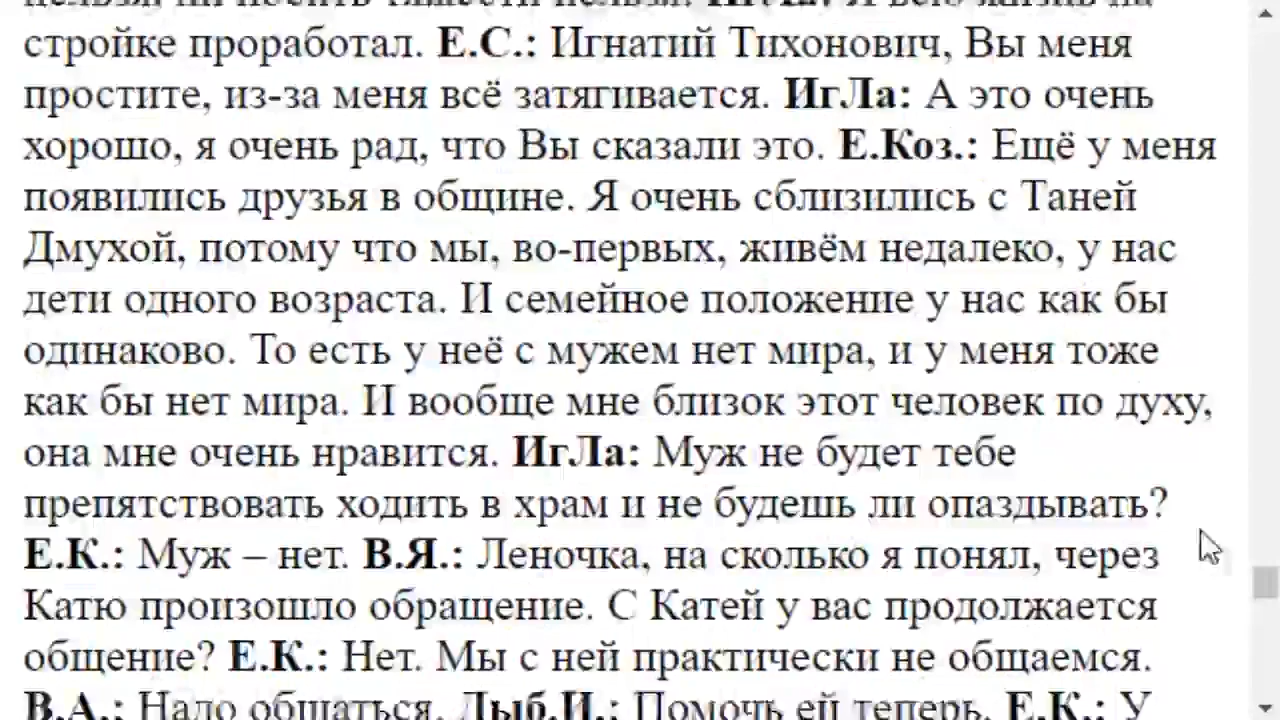 стройке проработал. Е.С.: Игнатий Тихонович, Вы меня
простите, из-за меня всё затягивается. ИгЛа: А это очень
хорошо, я очень рад, что Вы сказали это. Е.Коз.: Ещё у меня
появились друзья в общине. Я очень сблизились с Таней
Дмухой, потому что мы, во-первых, живём недалеко, у нас
дети одного возраста. И семейное положение у нас как бы
одинаково. То есть у неё с мужем нет мира, и у меня тоже
как бы нет мира. И вообще мне близок этот человек по духу,
она мне очень нравится. ИгЛа: Муж не будет тебе
препятствовать ходить в храм и не будешь ли опаздывать?
Е.К.: Муж – нет. В.Я.: Леночка, на сколько я понял, через
Катю произошло обращение. С Катей у вас продолжается
общение? Е.К.: Нет. Мы с ней практически не общаемся.
В.А.: Надо общаться. Дыб.И.: Помочь ей теперь. Е.К.: У